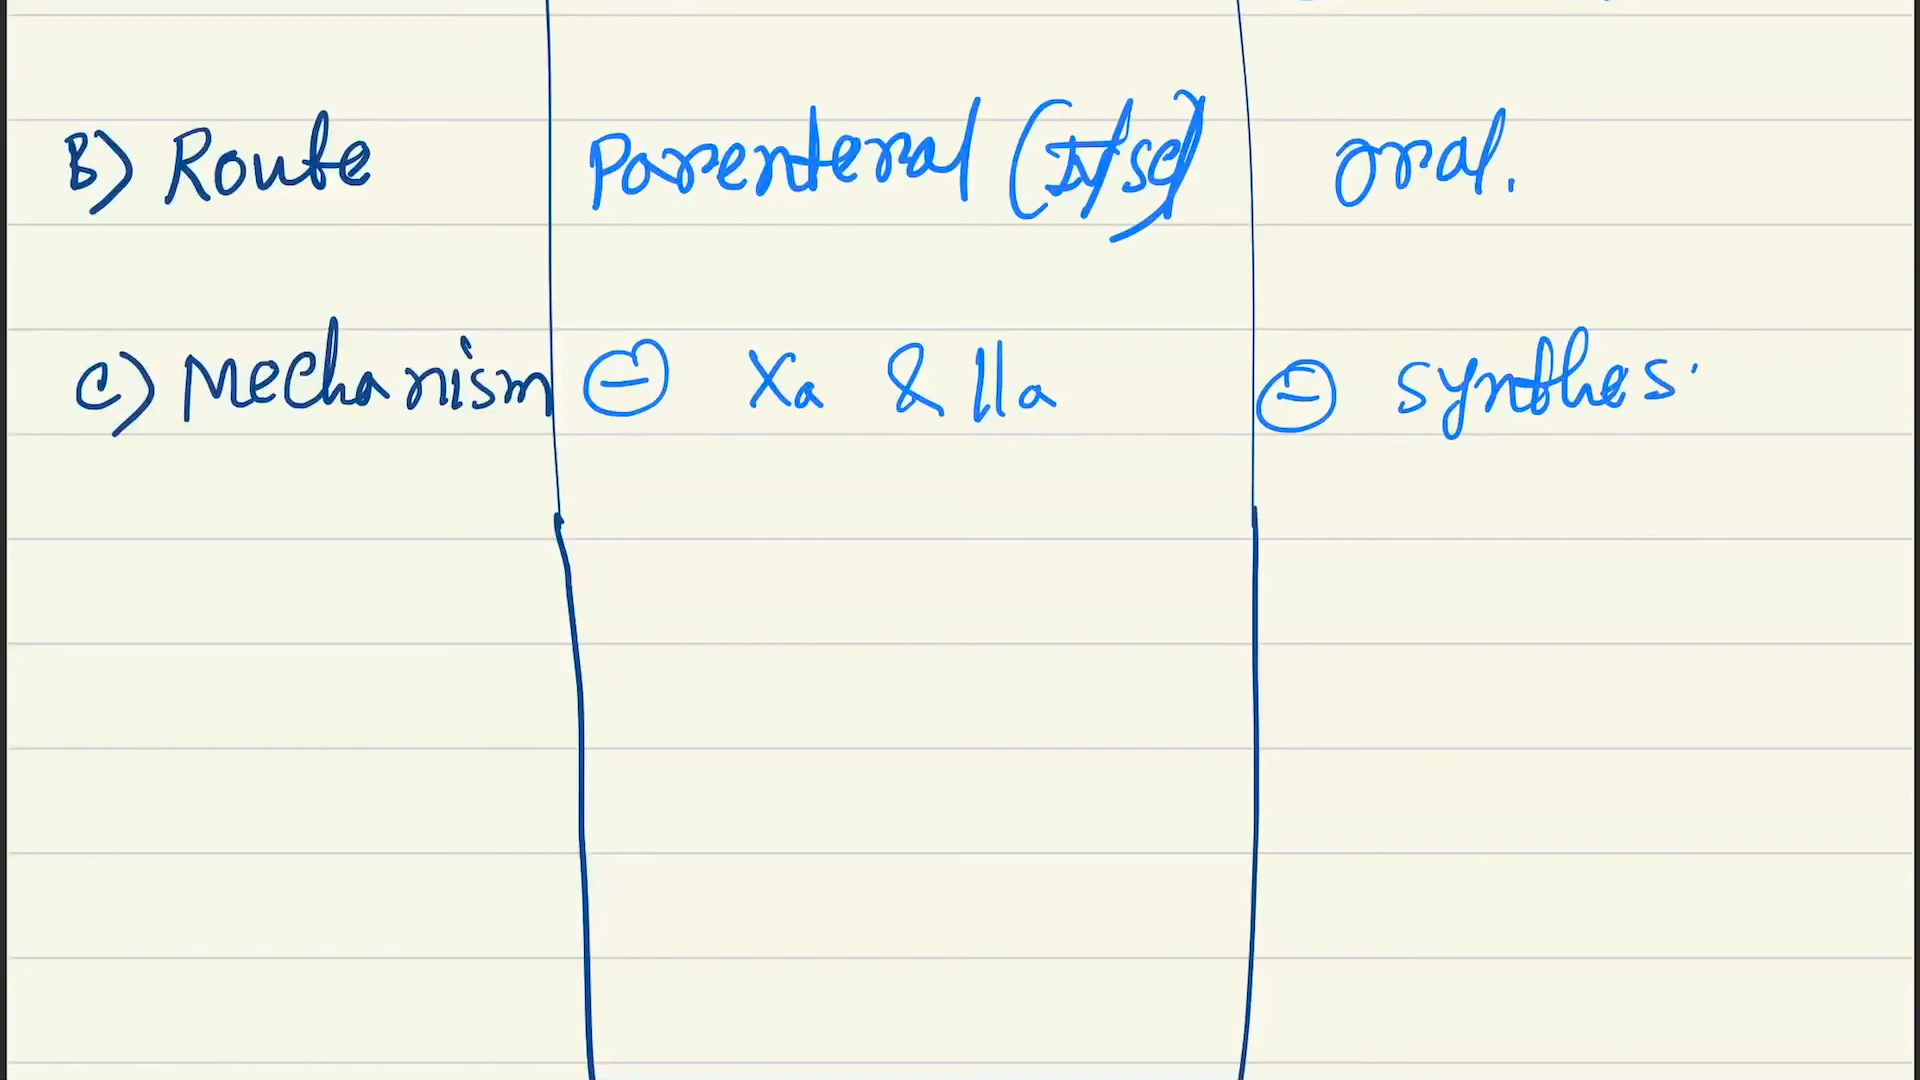 B) Route Parenteral (IV/SC) oral.
C) Mechanism ⊖ Xa & IIa ⊖ synthes